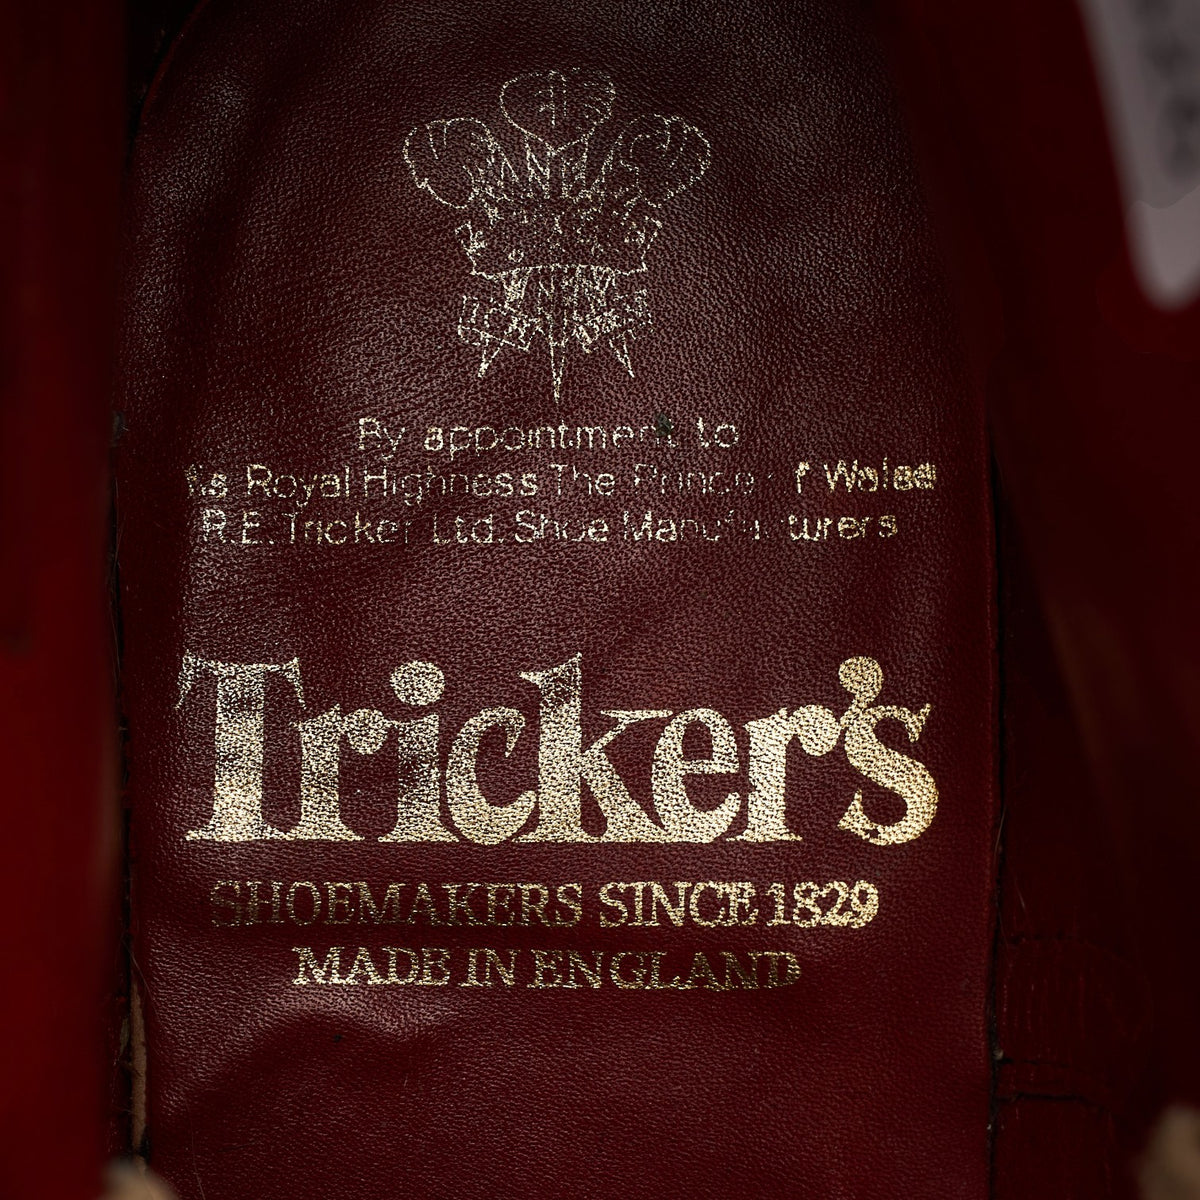 By appointment to
His Royal Highness The Prince of Wales
R.E. Tricker Ltd. Shoe Manufacturers
Tricker's
SHOEMAKERS SINCE 1829
MADE IN ENGLAND